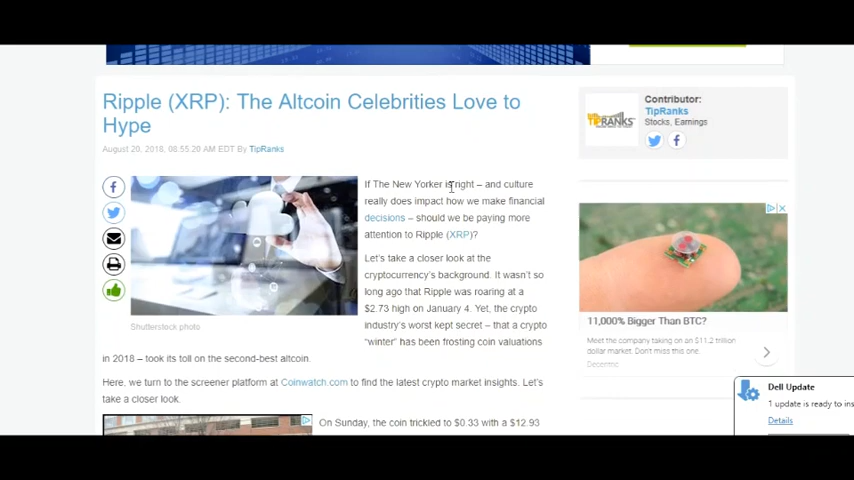 Ripple (XRP): The Altcoin Celebrities Love to
Hype
August 20, 2018, 08.55.20 AM EDT By TipRanks
If The New Yorker is right – and culture
really does impact how we make financial
decisions – should we be paying more
attention to Ripple (XRP)?
Let's take a closer look at the
cryptocurrency's background. It wasn't so
long ago that Ripple was roaring at a
$2.73 high on January 4. Yet, the crypto
industry's worst kept secret – that a crypto
"winter" has been frosting coin valuations
in 2018 – took its toll on the second-best altcoin.
Shutterstock photo
Here, we turn to the screener platform at Coinwatch.com to find the latest crypto market insights. Let's
take a closer look.
On Sunday, the coin trickled to $0.33 with a $12.93
Contributor:
TipRanks
Stocks, Earnings
TIPRANKS
11,000% Bigger Than BTC?
Meet the company taking on an $11.2 trillion
dollar market. Don't miss this one.
Decentric
Dell Update
1 update is ready to ins
Details